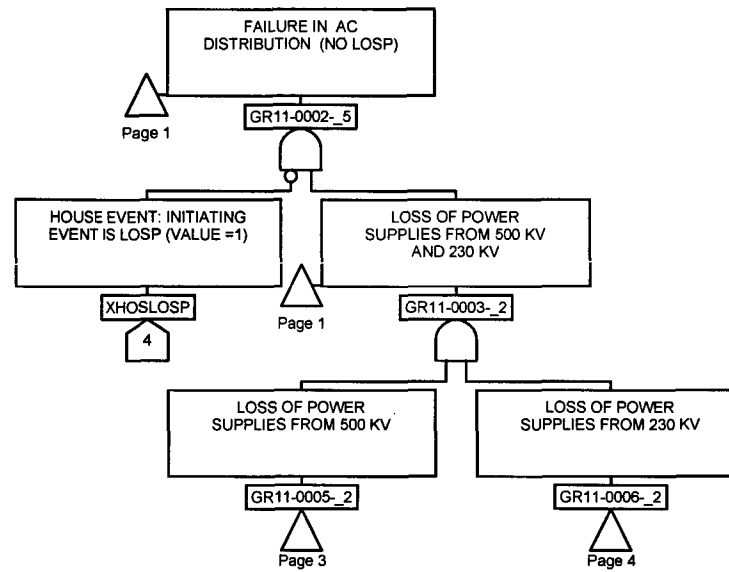 FAILURE IN AC
DISTRIBUTION (NO LOSP)
Page 1
GR11-0002-_5
HOUSE EVENT: INITIATING
EVENT IS LOSP (VALUE =1)
LOSS OF POWER
SUPPLIES FROM 500 KV
AND 230 KV
XHOSLOSP
4
Page 1
GR11-0003-_2
LOSS OF POWER
SUPPLIES FROM 500 KV
LOSS OF POWER
SUPPLIES FROM 230 KV
GR11-0005-_2
GR11-0006-_2
Page 3
Page 4